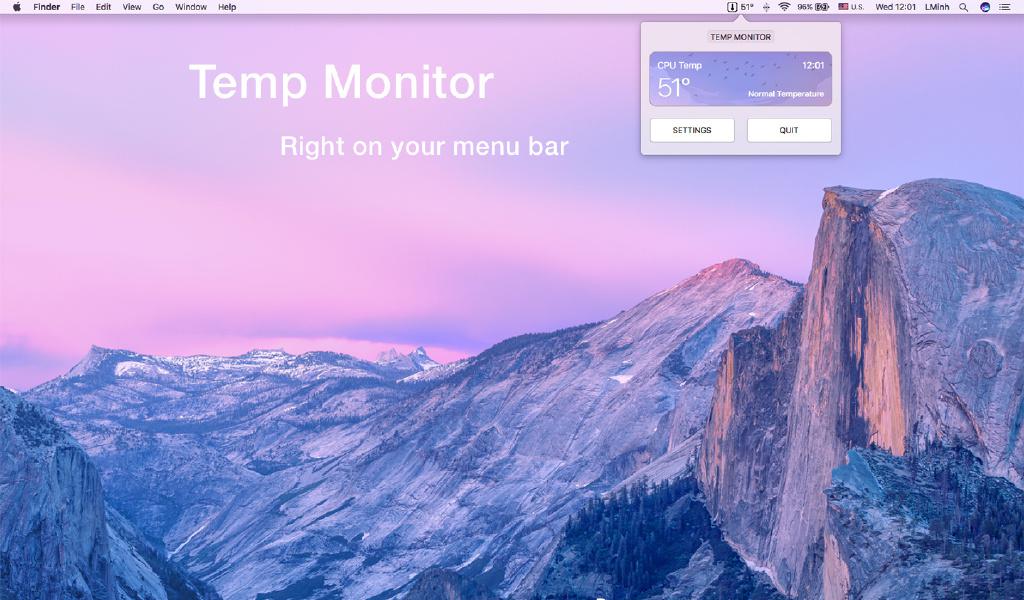 Finder File Edit View Go Window Help 51° 96% U.S. Wed 12:01 LMinh
TEMP MONITOR
CPU Temp 12:01
51°
Normal Temperature
SETTINGS QUIT
Temp Monitor
Right on your menu bar